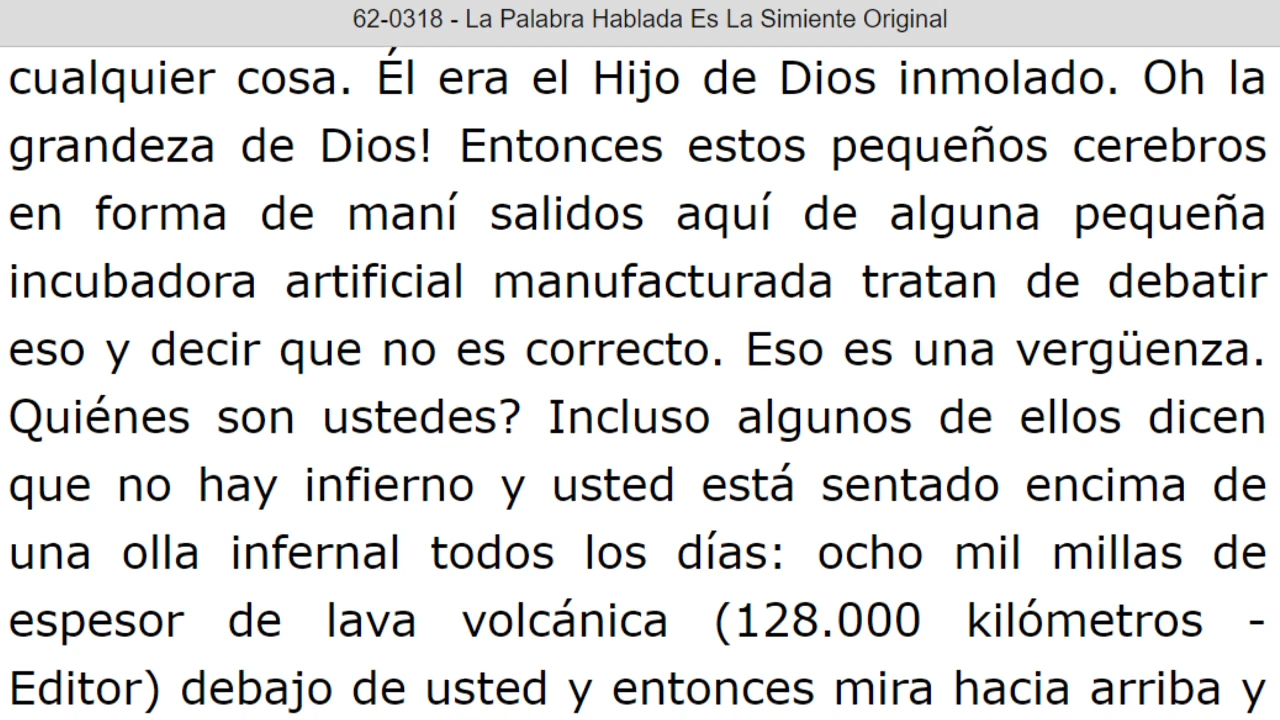 62-0318 - La Palabra Hablada Es La Simiente Original
cualquier cosa. Él era el Hijo de Dios inmolado. Oh la
grandeza de Dios! Entonces estos pequeños cerebros
en forma de maní salidos aquí de alguna pequeña
incubadora artificial manufacturada tratan de debatir
eso y decir que no es correcto. Eso es una vergüenza.
Quiénes son ustedes? Incluso algunos de ellos dicen
que no hay infierno y usted está sentado encima de
una olla infernal todos los días: ocho mil millas de
espesor de lava volcánica (128.000 kilómetros -
Editor) debajo de usted y entonces mira hacia arriba y